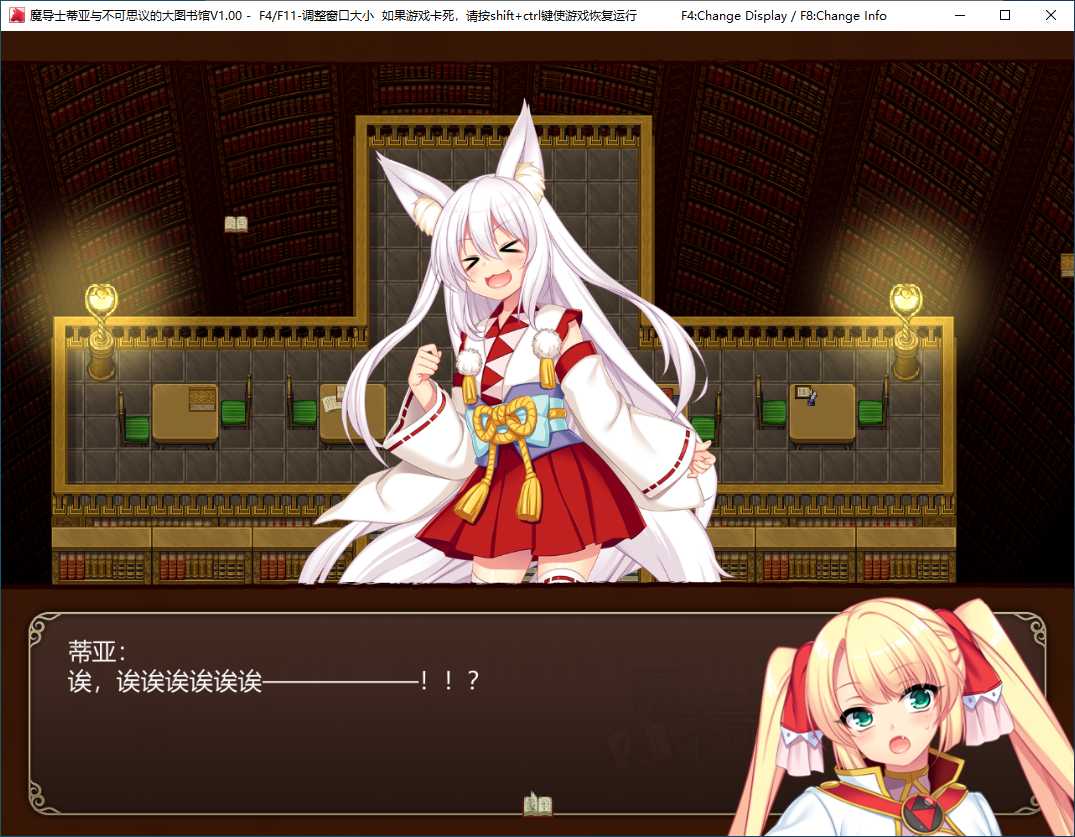 魔导士蒂亚与不可思议的大图书馆V1.00 - F4/F11-调整窗口大小 如果游戏卡死，请按shift+ctrl键使游戏恢复运行 F4:Change Display / F8:Change Info
蒂亚：
诶，诶诶诶诶诶诶——————！！？